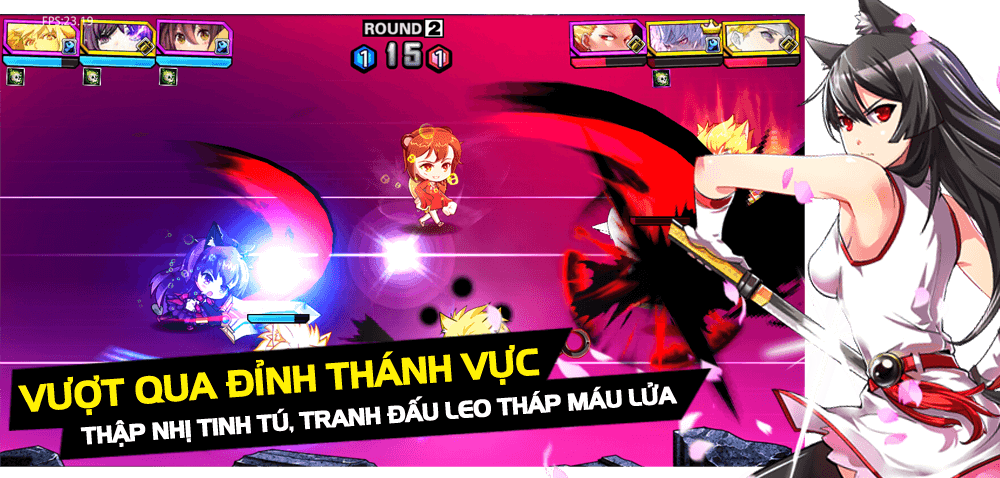 FPS:23.19
ROUND 2
1 15 1
VƯỢT QUA ĐỈNH THÁNH VỰC
THẬP NHỊ TINH TÚ, TRANH ĐẤU LEO THÁP MÁU LỬA